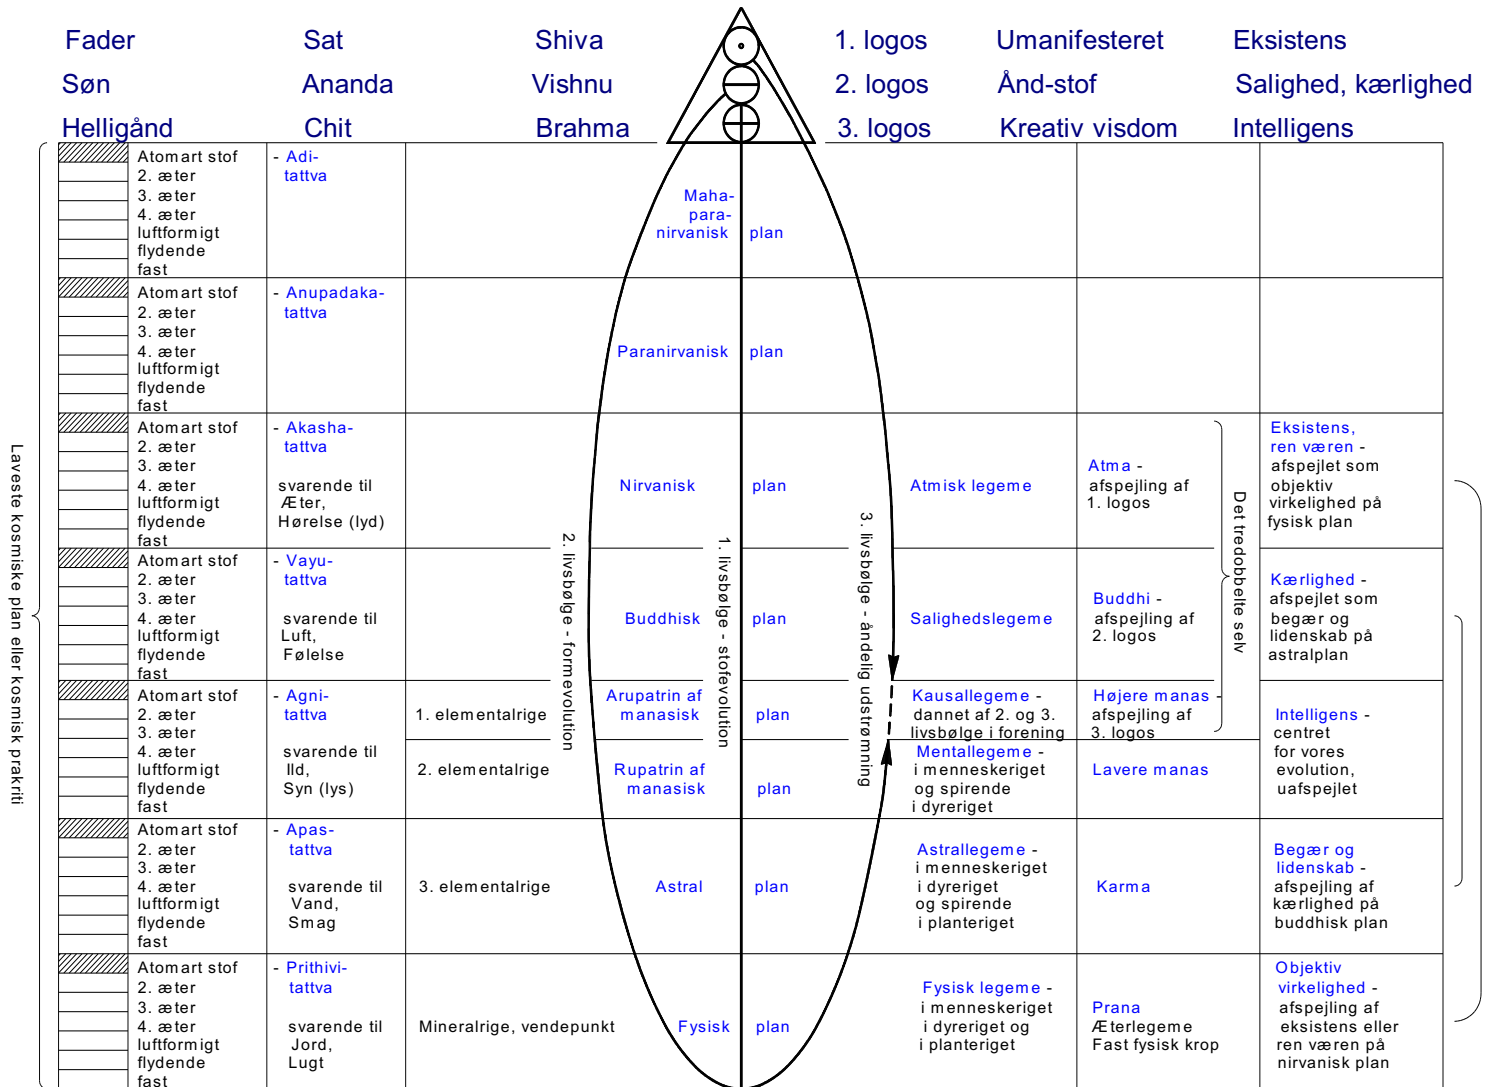 Fader Sat Shiva 1. logos Umanifesteret Eksistens
Søn Ananda Vishnu 2. logos Ånd-stof Salighed, kærlighed
Helligånd Chit Brahma 3. logos Kreativ visdom Intelligens
Laveste kosmiske plan eller kosmisk prakriti
2. livsbølge - formevolution
1. livsbølge - stofevolution
3. livsbølge - åndelig udstrømning
Det tredobbelte selv
Atomart stof
2. æter
3. æter
4. æter
luftformigt
flydende
fast
- Adi-
tattva
Maha-
para-
nirvanisk plan
Atomart stof
2. æter
3. æter
4. æter
luftformigt
flydende
fast
- Anupadaka-
tattva
Paranirvanisk plan
Atomart stof
2. æter
3. æter
4. æter
luftformigt
flydende
fast
- Akasha-
tattva
svarende til
Æter,
Hørelse (lyd)
Nirvanisk plan
Atmisk legeme
Atma -
afspejling af
1. logos
Eksistens,
ren væren -
afspejlet som
objektiv
virkelighed på
fysisk plan
Atomart stof
2. æter
3. æter
4. æter
luftformigt
flydende
fast
- Vayu-
tattva
svarende til
Luft,
Følelse
Buddhisk plan
Salighedslegeme
Buddhi -
afspejling af
2. logos
Kærlighed -
afspejlet som
begær og
lidenskab på
astralplan
Atomart stof
2. æter
3. æter
4. æter
luftformigt
flydende
fast
- Agni-
tattva
svarende til
Ild,
Syn (lys)
1. elementalrige
2. elementalrige
Arupatrin af
manasisk plan
Rupatrin af
manasisk plan
Kausallegeme -
dannet af 2. og 3.
livsbølge i forening
Mentallegeme -
i menneskeriget
og spirende
i dyreriget
Højere manas -
afspejling af
3. logos
Lavere manas
Intelligens -
centret
for vores
evolution,
uafspejlet
Atomart stof
2. æter
3. æter
4. æter
luftformigt
flydende
fast
- Apas-
tattva
svarende til
Vand,
Smag
3. elementalrige
Astral plan
Astrallegeme -
i menneskeriget
i dyreriget
og spirende
i planteriget
Karma
Begær og
lidenskab -
afspejling af
kærlighed på
buddhisk plan
Atomart stof
2. æter
3. æter
4. æter
luftformigt
flydende
fast
- Prithivi-
tattva
svarende til
Jord,
Lugt
Mineralrige, vendepunkt
Fysisk plan
Fysisk legeme -
i menneskeriget
i dyreriget og
i planteriget
Prana
Æterlegeme
Fast fysisk krop
Objektiv
virkelighed -
afspejling af
eksistens eller
ren væren på
nirvanisk plan